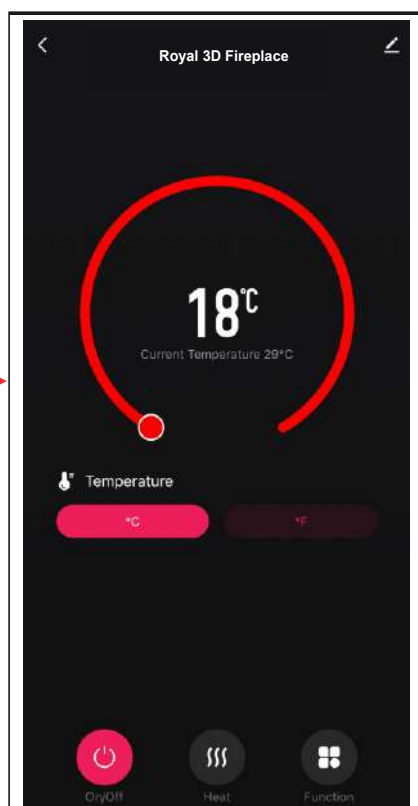 Royal 3D Fireplace
18°C
Current Temperature 29°C
Temperature
°C °F
On/Off Heat Function